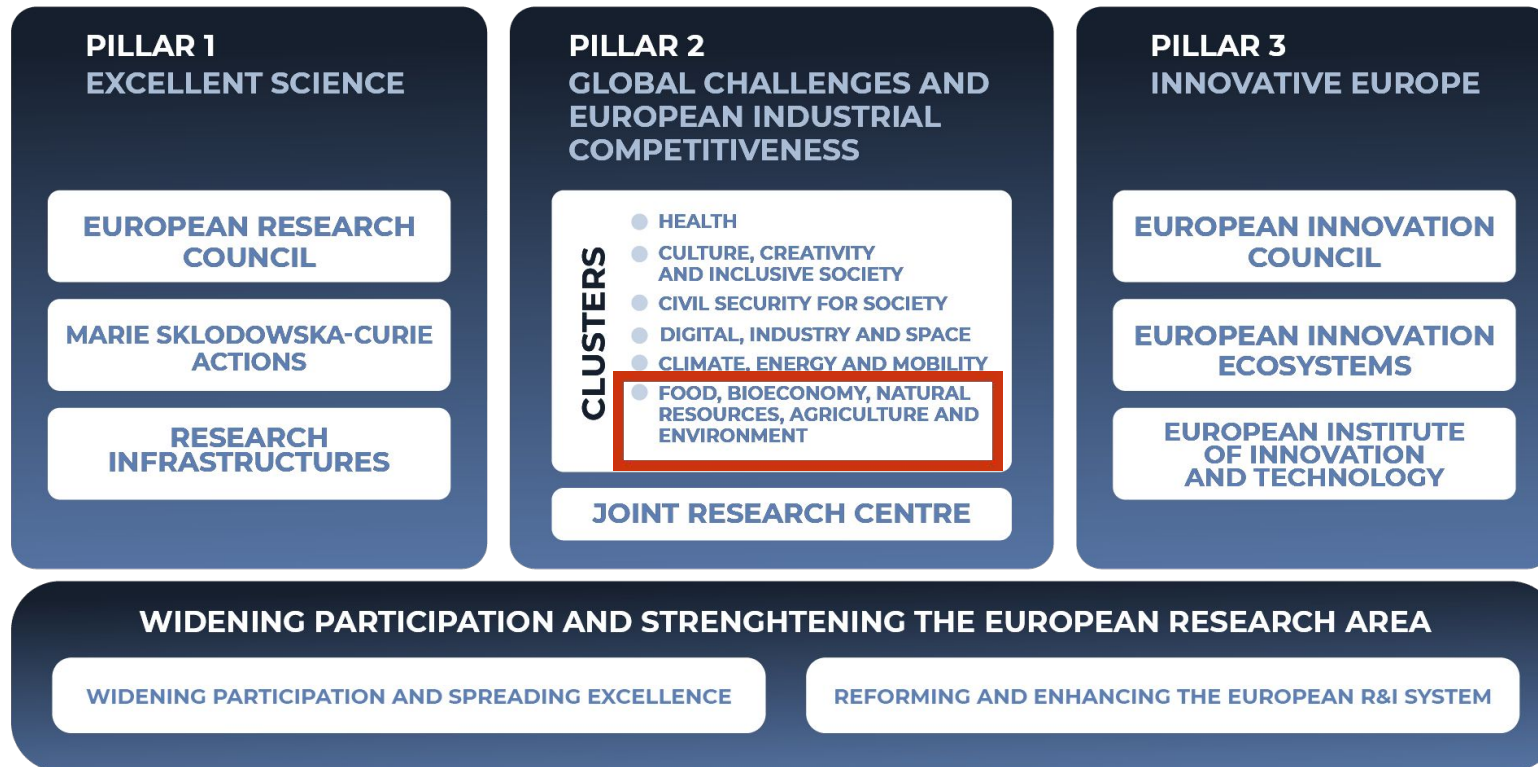 PILLAR 1
EXCELLENT SCIENCE
EUROPEAN RESEARCH
COUNCIL
MARIE SKLODOWSKA-CURIE
ACTIONS
RESEARCH
INFRASTRUCTURES
PILLAR 2
GLOBAL CHALLENGES AND
EUROPEAN INDUSTRIAL
COMPETITIVENESS
CLUSTERS
HEALTH
CULTURE, CREATIVITY
AND INCLUSIVE SOCIETY
CIVIL SECURITY FOR SOCIETY
DIGITAL, INDUSTRY AND SPACE
CLIMATE, ENERGY AND MOBILITY
FOOD, BIOECONOMY, NATURAL
RESOURCES, AGRICULTURE AND
ENVIRONMENT
JOINT RESEARCH CENTRE
PILLAR 3
INNOVATIVE EUROPE
EUROPEAN INNOVATION
COUNCIL
EUROPEAN INNOVATION
ECOSYSTEMS
EUROPEAN INSTITUTE
OF INNOVATION
AND TECHNOLOGY
WIDENING PARTICIPATION AND STRENGHTENING THE EUROPEAN RESEARCH AREA
WIDENING PARTICIPATION AND SPREADING EXCELLENCE
REFORMING AND ENHANCING THE EUROPEAN R&I SYSTEM